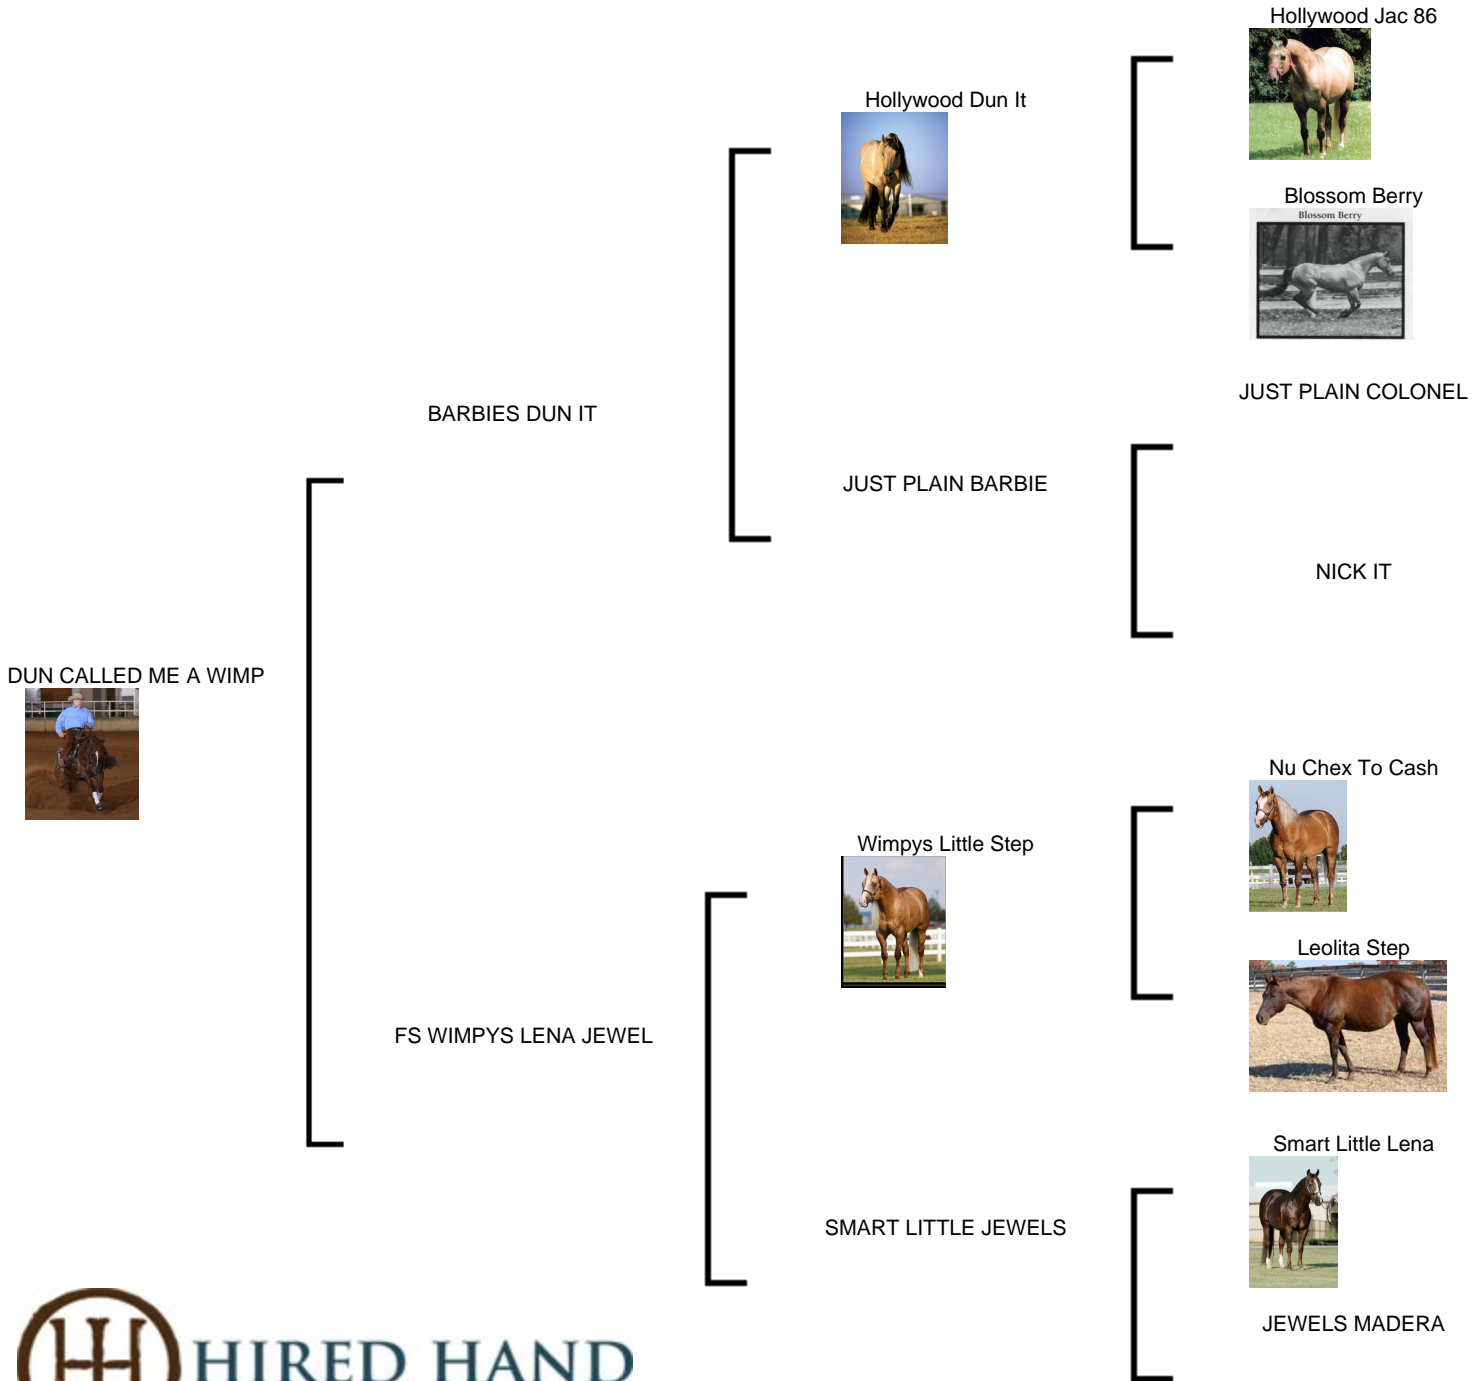 Hollywood Jac 86
Hollywood Dun It
Blossom Berry
Blossom Berry
JUST PLAIN COLONEL
BARBIES DUN IT
JUST PLAIN BARBIE
NICK IT
DUN CALLED ME A WIMP
Nu Chex To Cash
Wimpys Little Step
Leolita Step
FS WIMPYS LENA JEWEL
Smart Little Lena
SMART LITTLE JEWELS
JEWELS MADERA
HIRED HAND